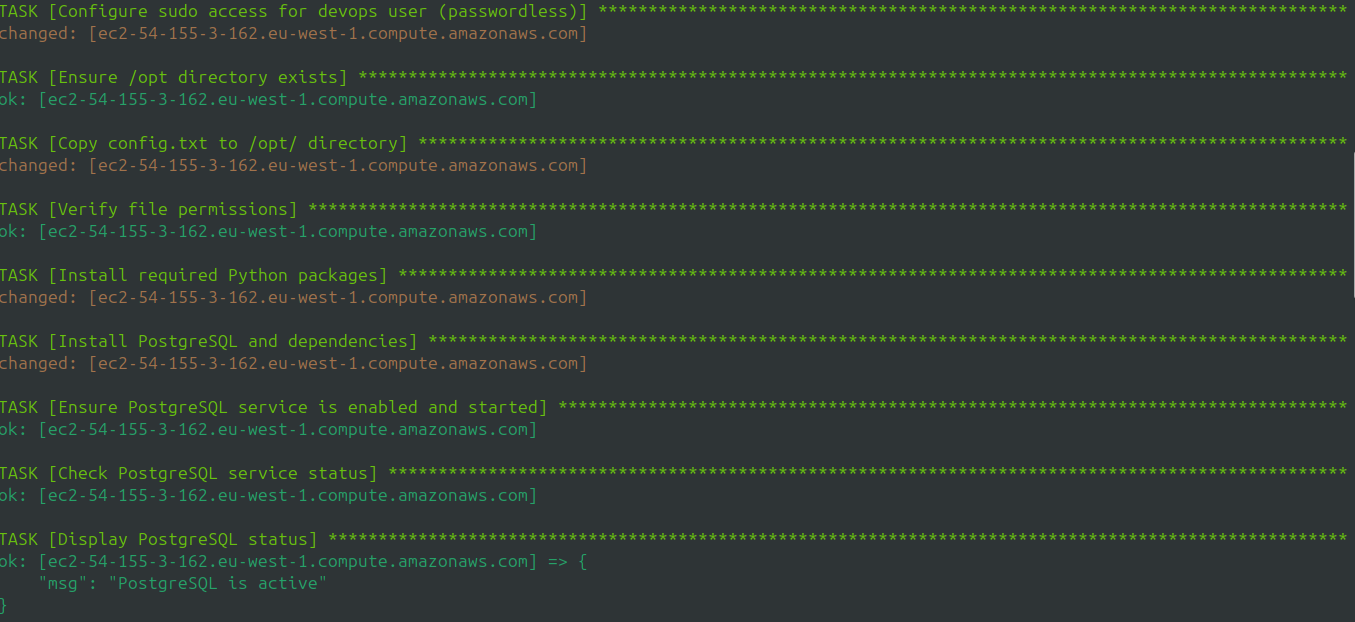 TASK [Configure sudo access for devops user (passwordless)] ***************************************************************************
changed: [ec2-54-155-3-162.eu-west-1.compute.amazonaws.com]
TASK [Ensure /opt directory exists] ***************************************************************************************************
ok: [ec2-54-155-3-162.eu-west-1.compute.amazonaws.com]
TASK [Copy config.txt to /opt/ directory] *********************************************************************************************
changed: [ec2-54-155-3-162.eu-west-1.compute.amazonaws.com]
TASK [Verify file permissions] ********************************************************************************************************
ok: [ec2-54-155-3-162.eu-west-1.compute.amazonaws.com]
TASK [Install required Python packages] ***********************************************************************************************
changed: [ec2-54-155-3-162.eu-west-1.compute.amazonaws.com]
TASK [Install PostgreSQL and dependencies] ********************************************************************************************
changed: [ec2-54-155-3-162.eu-west-1.compute.amazonaws.com]
TASK [Ensure PostgreSQL service is enabled and started] *******************************************************************************
ok: [ec2-54-155-3-162.eu-west-1.compute.amazonaws.com]
TASK [Check PostgreSQL service status] ************************************************************************************************
ok: [ec2-54-155-3-162.eu-west-1.compute.amazonaws.com]
TASK [Display PostgreSQL status] ******************************************************************************************************
ok: [ec2-54-155-3-162.eu-west-1.compute.amazonaws.com] => {
    "msg": "PostgreSQL is active"
}